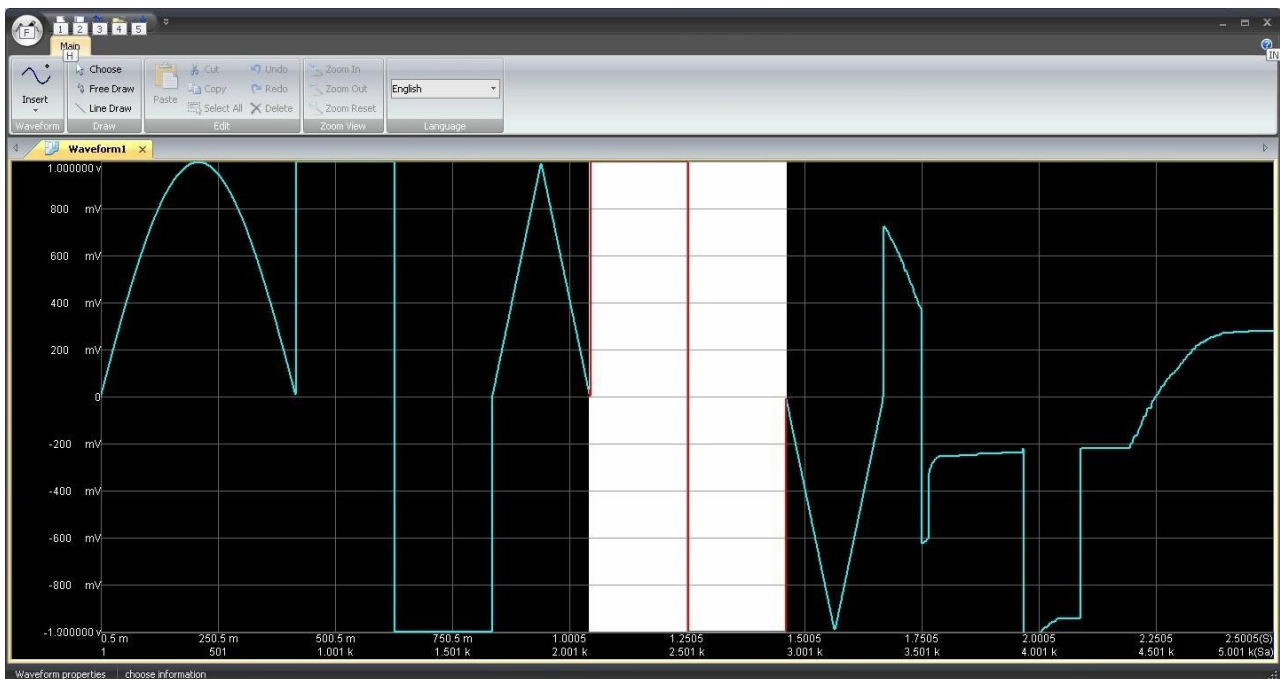 F 1 2 3 4 5
Main
H
IN
Insert
Waveform
Choose
Free Draw
Line Draw
Draw
Paste
Cut
Copy
Select All
Undo
Redo
Delete
Edit
Zoom In
Zoom Out
Zoom Reset
Zoom View
English
Language
Waveform1
1.000000 v
800 mV
600 mV
400 mV
200 mV
0
-200 mV
-400 mV
-600 mV
-800 mV
-1.900000 v
0.5 m 250.5 m 500.5 m 750.5 m 1.0005 1.2505 1.5005 1.7505 2.0005 2.2505 2.5005(S)
1 501 1.001 k 1.501 k 2.001 k 2.501 k 3.001 k 3.501 k 4.001 k 4.501 k 5.001 k(Sa)
Waveform properties choose information